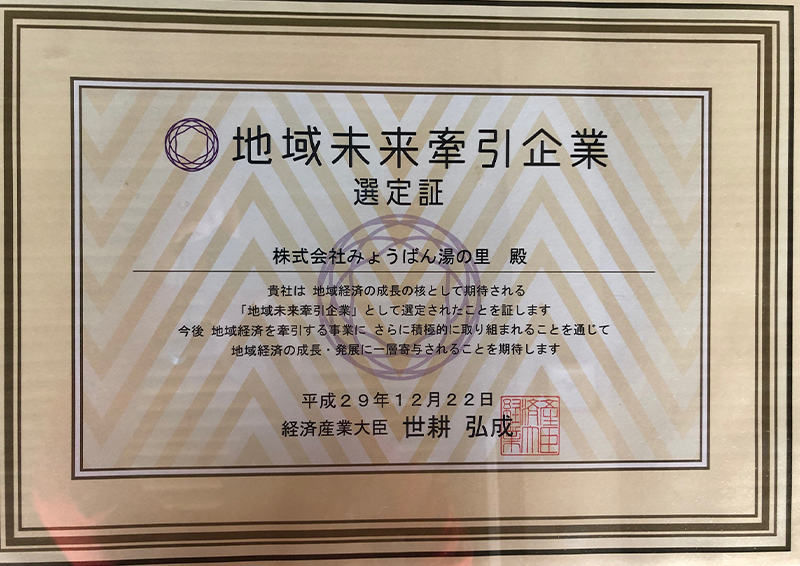 地域未来牽引企業
選定証
株式会社みょうばん湯の里　殿
貴社は 地域経済の成長の核として期待される
「地域未来牽引企業」として選定されたことを証します
今後 地域経済を牽引する事業に さらに積極的に取り組まれることを通じて
地域経済の成長・発展に一層寄与されることを期待します
平成２９年１２月２２日
経済産業大臣 世耕 弘成